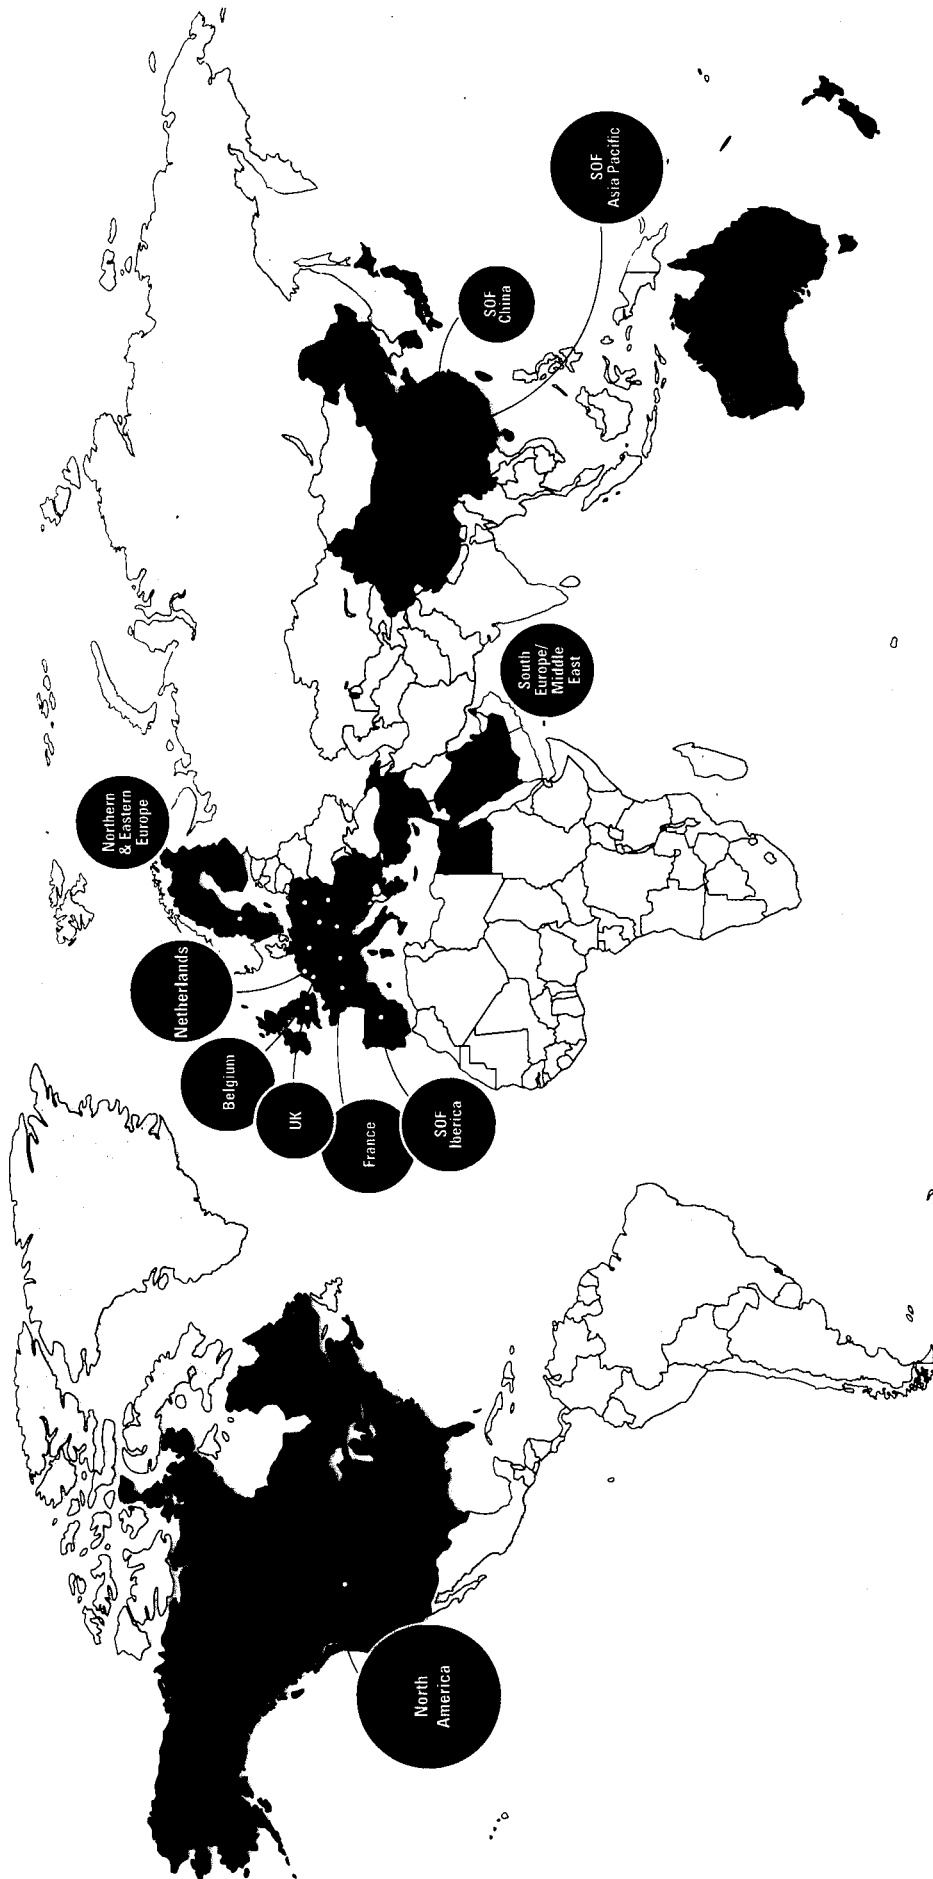 North
America
SOF
Iberica
France
UK
Belgium
Netherlands
Northern
& Eastern
Europe
South
Europe/
Middle
East
SOF
China
SOF
Asia Pacific